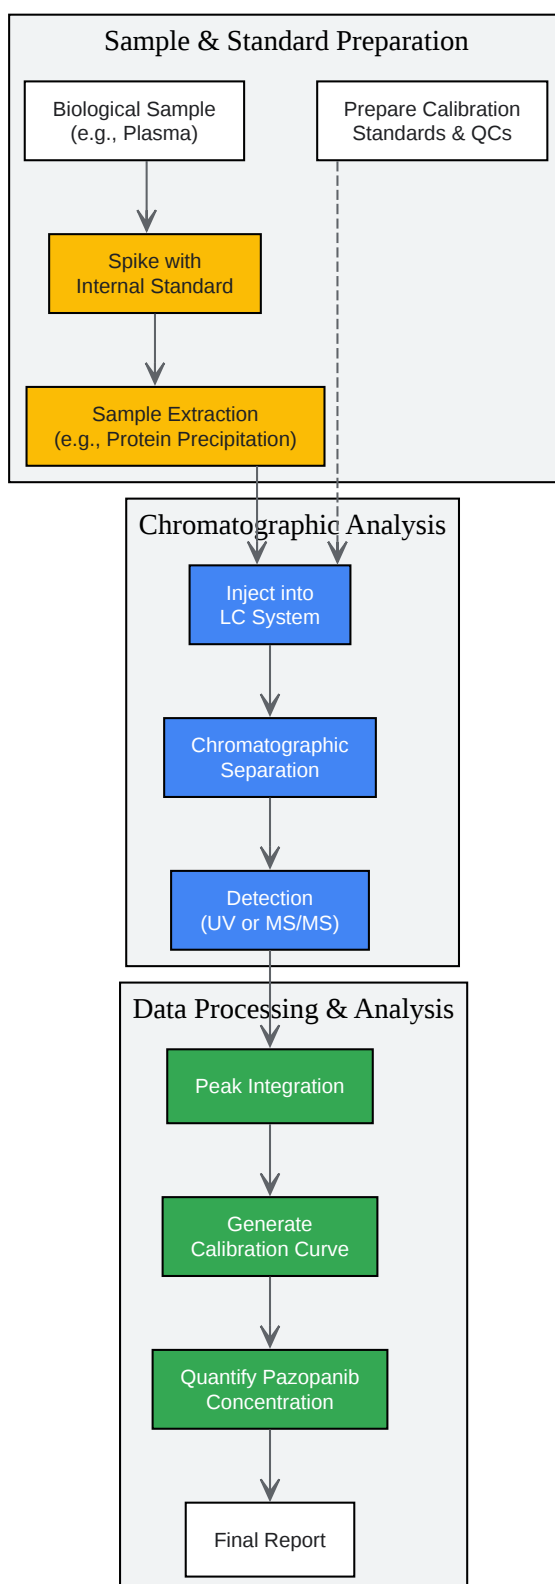 Sample & Standard Preparation
Biological Sample
(e.g., Plasma)
Prepare Calibration
Standards & QCs
Spike with
Internal Standard
Sample Extraction
(e.g., Protein Precipitation)
Chromatographic Analysis
Inject into
LC System
Chromatographic
Separation
Detection
(UV or MS/MS)
Data Processing & Analysis
Peak Integration
Generate
Calibration Curve
Quantify Pazopanib
Concentration
Final Report